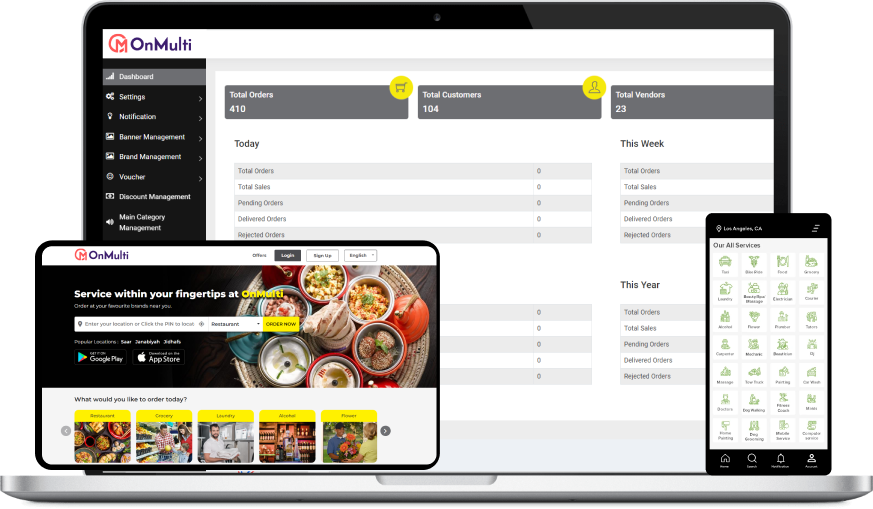 OnMulti
Dashboard
Settings
Notification
Banner Management
Brand Management
Voucher
Discount Management
Main Category
Management
Total Orders
410
Total Customers
104
Total Vendors
23
Today
Total Orders 0
Total Sales 0
Pending Orders 0
Delivered Orders 0
Rejected Orders 0
0
0
0
0
0
This Week
Total Orders
Total Sales
Pending Orders
Delivered Orders
Rejected Orders
This Year
Total Orders
Total Sales
Pending Orders
Delivered Orders
Rejected Orders
OnMulti
Offers
Login
Sign Up
English
Service within your fingertips at OnMulti
Order at your favourite brands near you.
Enter your location or Click the PIN to locat
Restaurant
ORDER NOW
Popular Locations : Saar Janabiyah Jidhafs
GET IT ON
Google Play
Download on the
App Store
What would you like to order today?
Restaurant
Grocery
Laundry
Alcohol
Flower
Los Angeles, CA
Our All Services
Taxi
Bike Ride
Food
Grocery
Laundry
Beauty/Spa/
Massage
Electrician
Courier
Alcohol
Flower
Plumber
Tutors
Carpenter
Mechanic
Beautician
Dj
Massage
Tow Truck
Parking
Car Wash
Doctors
Dog Walking
Fitness
Coach
Maids
Home
Painting
Dog
Grooming
Mobile
Service
Computer
service
Home
Search
Notification
Account